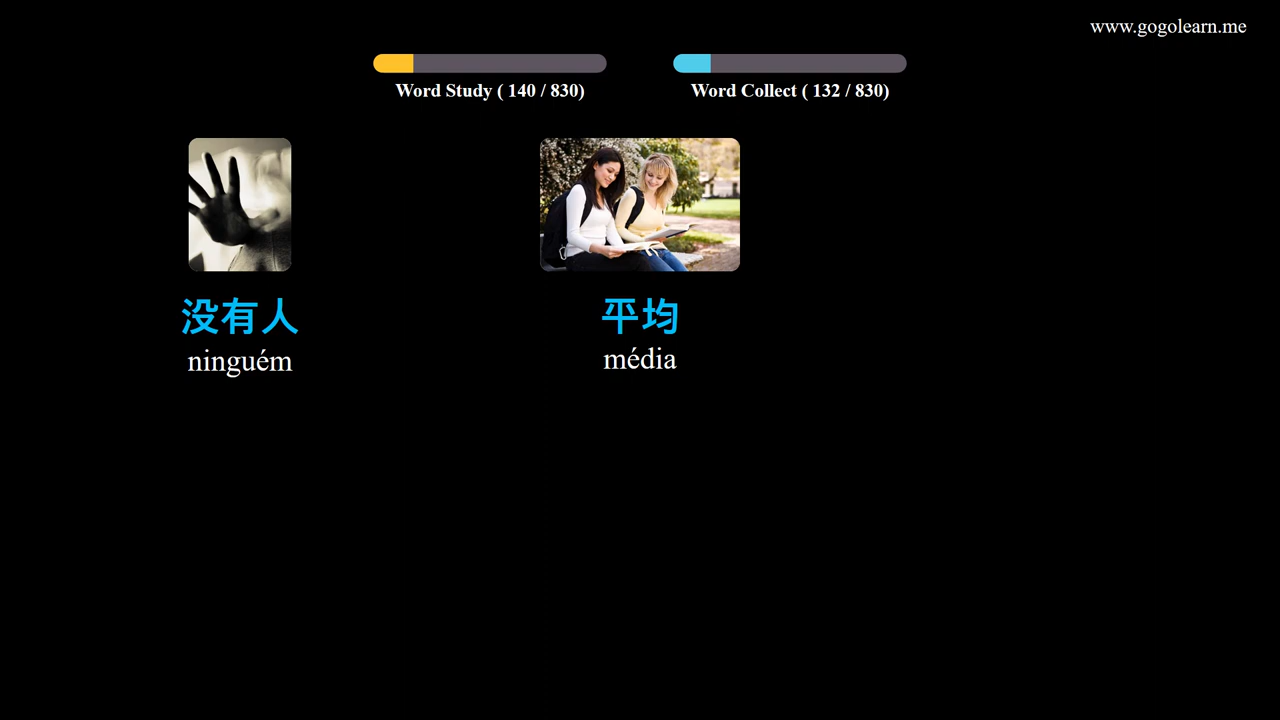 www.gogolearn.me
Word Study ( 140 / 830)
Word Collect ( 132 / 830)
没有人
ninguém
平均
média